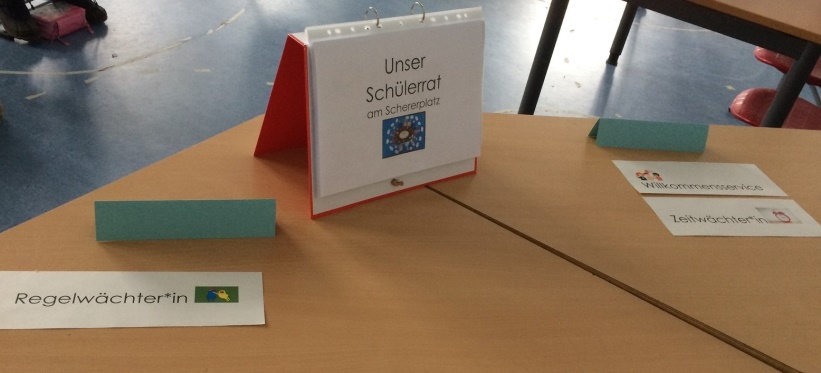 Unser
Schülerrat
am Schererplatz
Willkommensservice
Zeitwächter*in
Regelwächter*in